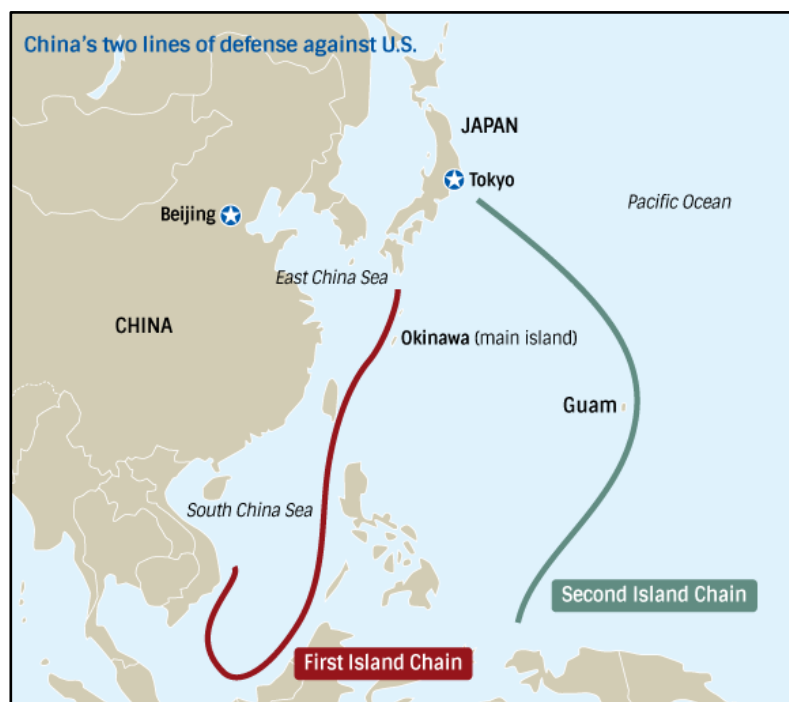 China's two lines of defense against U.S.
JAPAN
Tokyo
Pacific Ocean
Beijing
East China Sea
CHINA
Okinawa (main island)
Guam
South China Sea
Second Island Chain
First Island Chain